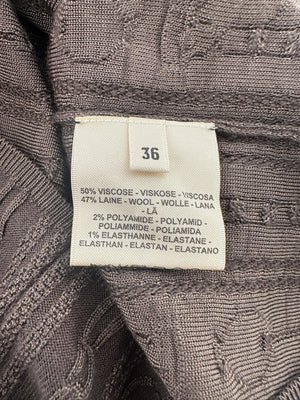 36
50% VISCOSE - VISKOSE - VISCOSA
47% LAINE - WOOL - WOLLE - LANA
- LÃ
2% POLYAMIDE - POLYAMID -
POLIAMMIDE - POLIAMIDA
1% ELASTHANNE - ELASTANE -
ELASTHAN - ELASTAN - ELASTANO